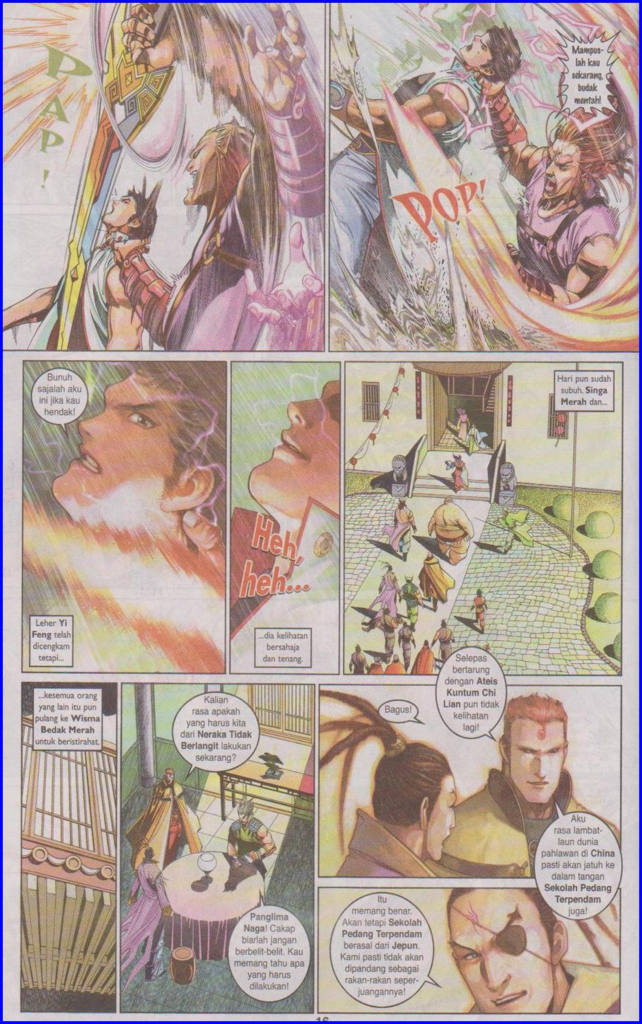 PAP!
Mampus-
lah kau
sekarang,
budak
mentah!
POP!
Bunuh
sajalah aku
ini jika kau
hendak!
Leher Yi
Feng telah
dicengkam
tetapi...
Heh,
heh...
...dia kelihatan
bersahaja
dan tenang.
Hari pun sudah
subuh. Singa
Merah dan...
...kesemua orang
yang lain itu pun
pulang ke Wisma
Bedak Merah
untuk beristirahat.
Kalian
rasa apakah
yang harus kita
dari Neraka Tidak
Berlangit lakukan
sekarang?
Panglima
Naga! Cakap
biarlah jangan
berbelit-belit. Kau
memang tahu apa
yang harus
dilakukan!
Selepas
bertarung
dengan Ateis
Kuntum Chi
Lian pun tidak
kelihatan
lagi!
Bagus!
Aku
rasa lambat-
laun dunia
pahlawan di China
pasti akan jatuh ke
dalam tangan
Sekolah Pedang
Terpendam
juga!
Itu
memang benar.
Akan tetapi Sekolah
Pedang Terpendam
berasal dari Jepun.
Kami pasti tidak akan
dipandang sebagai
rakan-rakan seper-
juangannya!
16